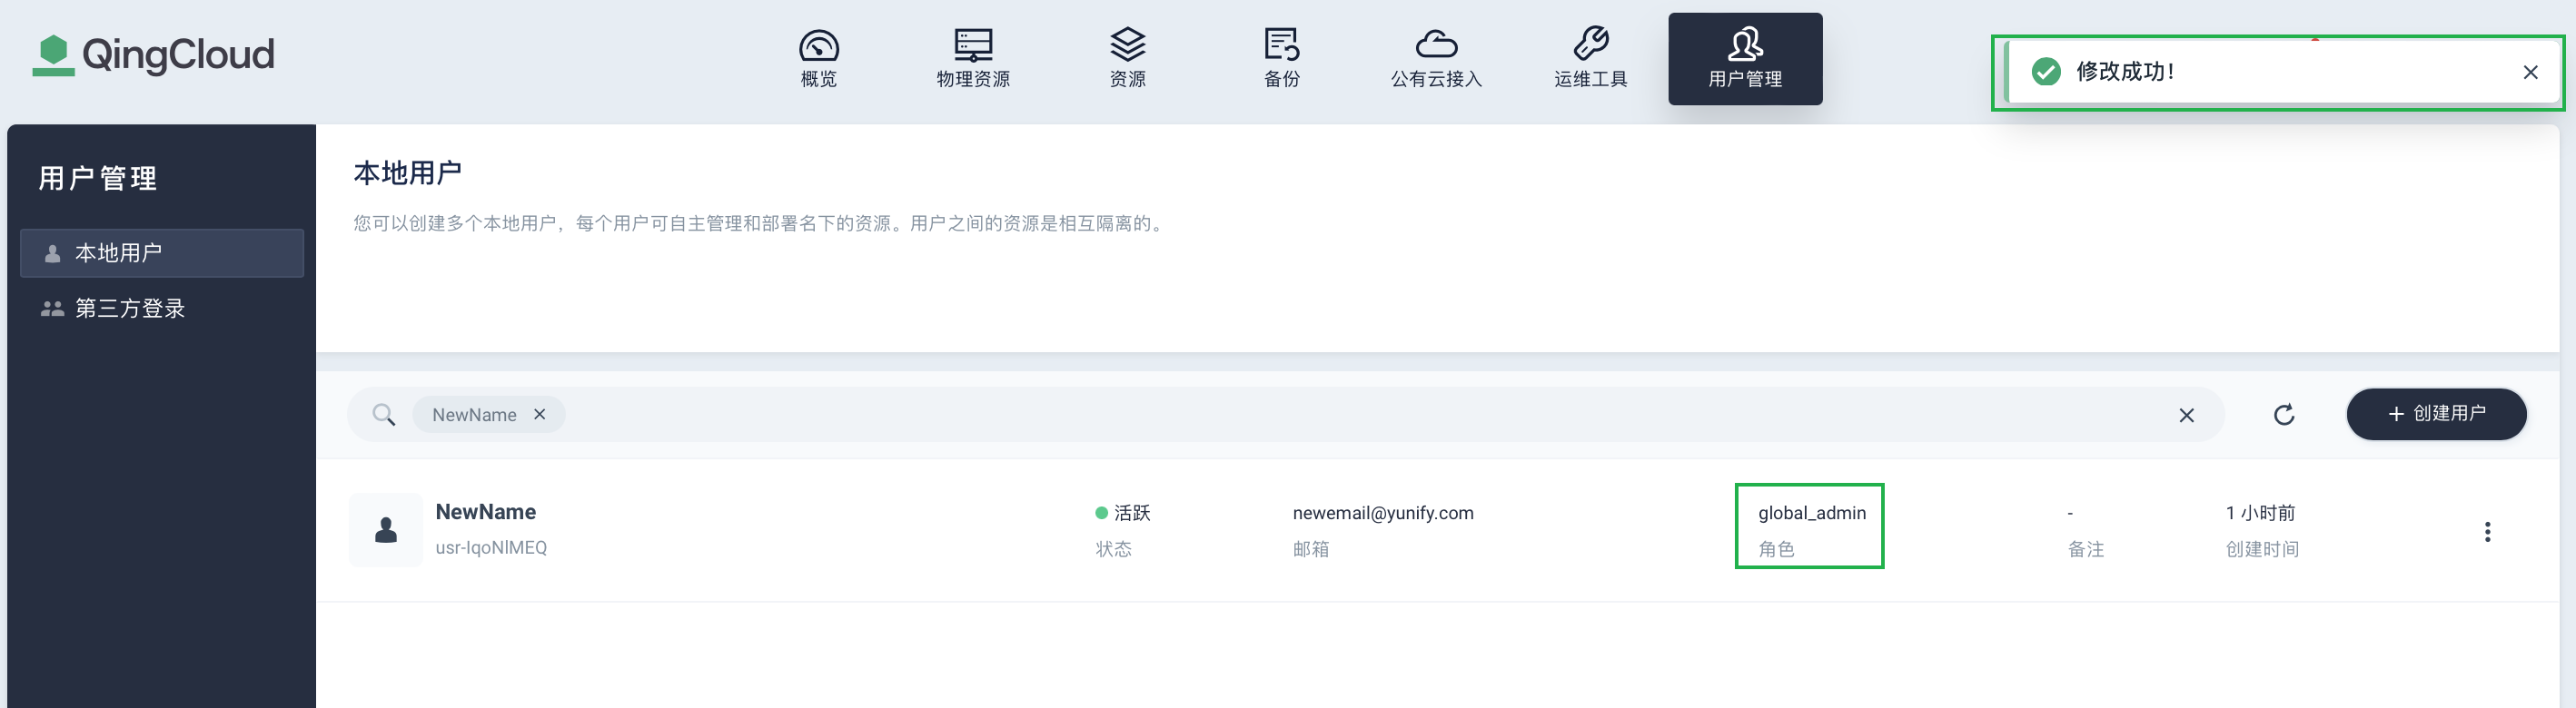 QingCloud
概览
物理资源
资源
备份
公有云接入
运维工具
用户管理
修改成功！
用户管理
本地用户
第三方登录
本地用户
您可以创建多个本地用户，每个用户可自主管理和部署名下的资源。用户之间的资源是相互隔离的。
NewName
创建用户
NewName
usr-IqoNlMEQ
活跃
状态
newemail@yunify.com
邮箱
global_admin
角色
-
备注
1 小时前
创建时间